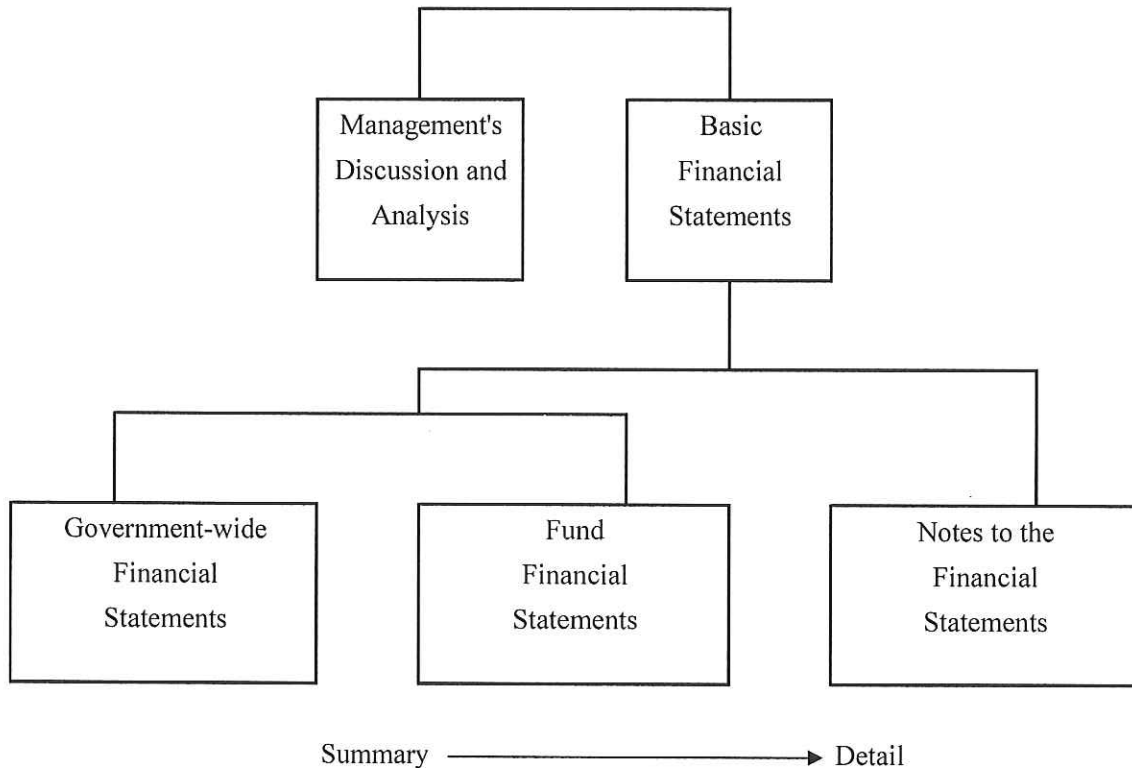 Management's
Discussion and
Analysis
Basic
Financial
Statements
Government-wide
Financial
Statements
Fund
Financial
Statements
Notes to the
Financial
Statements
Summary
Detail